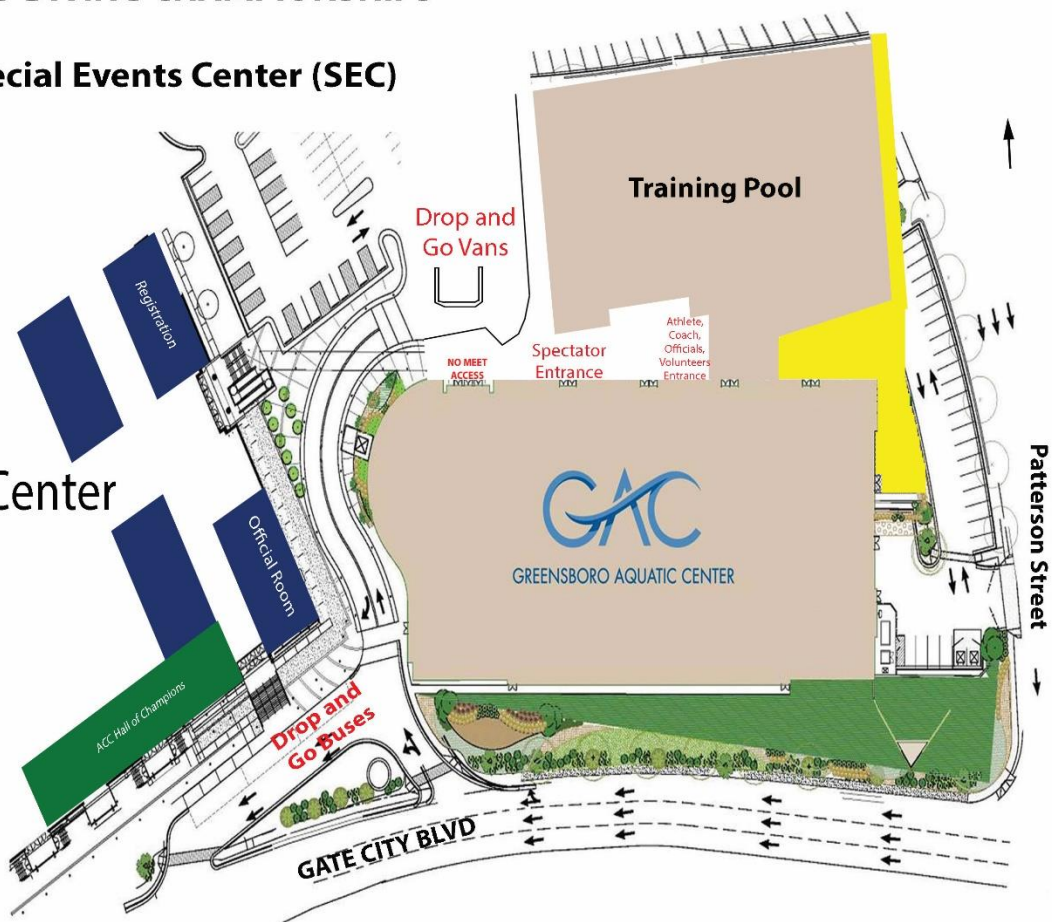 ecial Events Center (SEC)
Training Pool
Drop and
Go Vans
Registration
Athlete,
Coach,
Officials,
Volunteers
Entrance
Spectator
Entrance
NO MEET
ACCESS
Center
Official Room
GAC
GREENSBORO AQUATIC CENTER
Patterson Street
ACC Hall of Champions
Drop and
Go Buses
GATE CITY BLVD